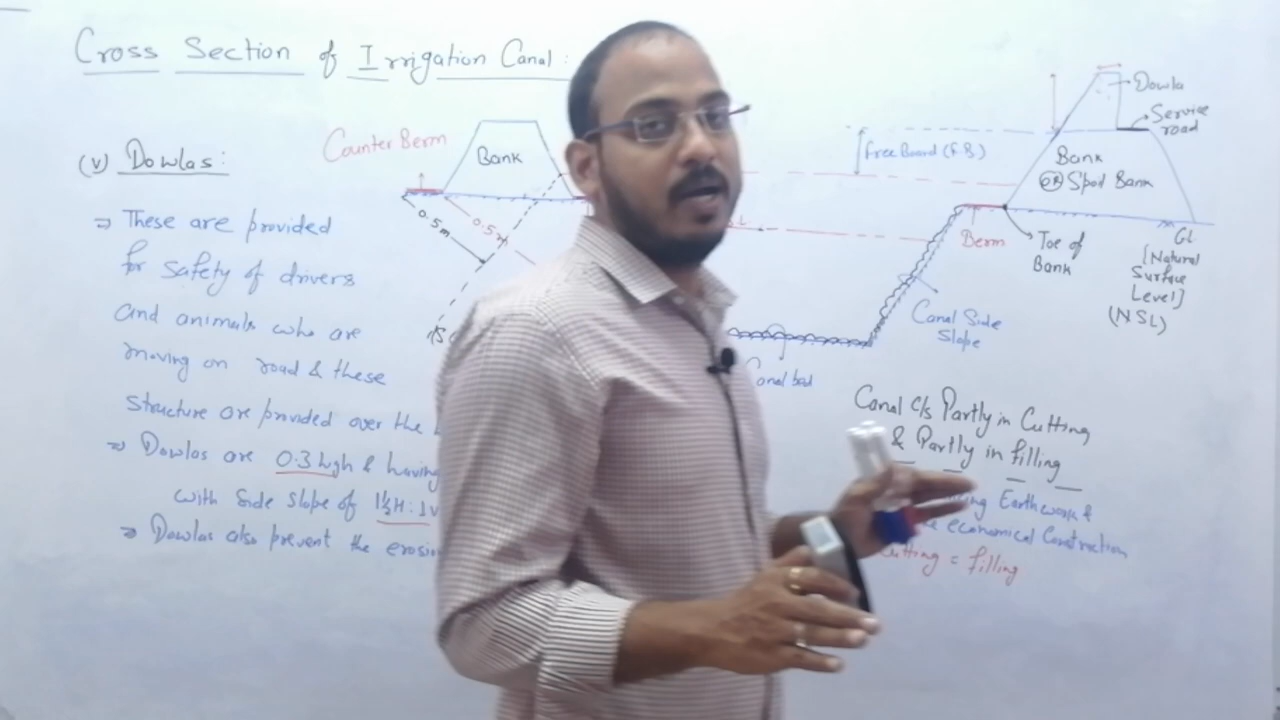 Cross Section of Irrigation Canal :
(v) Dowlas :
⇒ These are provided
for safety of drivers
and animals who are
moving on road & these
structure are provided over the
⇒ Dowlas are 0.3 high & having
with side slope of 1½H : 1V
⇒ Dowlas also prevent the
Counter Berm
Bank
0.5m
0.5m
Free Board (F.B)
Dowla
Service
road
Bank
OR Spoil Bank
Berm
Toe of
Bank
GL
[Natural
Surface
Level]
(NSL)
Canal Side
Slope
Canal bed
Canal C/s Partly in Cutting
& Partly in filling
Earthwork &
economical Construction
Cutting = filling